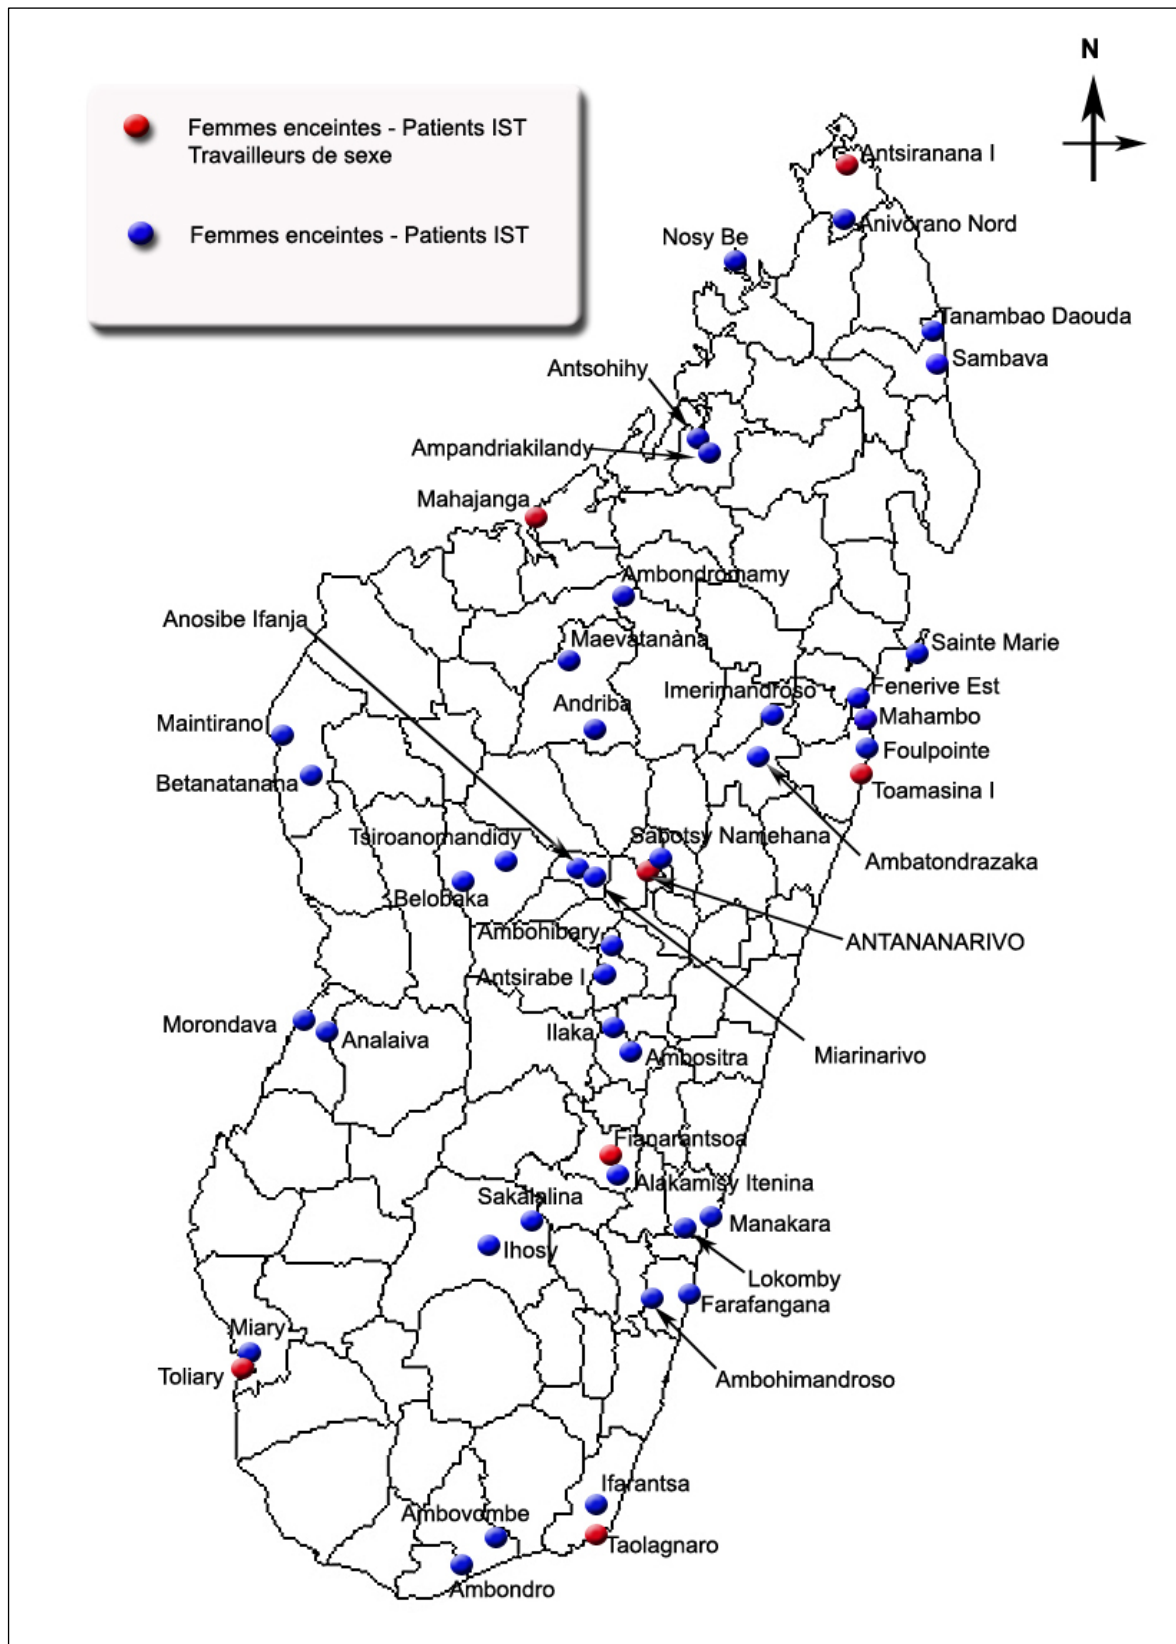 N
Femmes enceintes - Patients IST
Travailleurs de sexe
Femmes enceintes - Patients IST
Antsiranana I
Anivorano Nord
Nosy Be
Tanambao Daouda
Sambava
Antsohihy
Ampandriakilandy
Mahajanga
Ambondromamy
Anosibe Ifanja
Maevatanàna
Sainte Marie
Imerimandroso
Fenerive Est
Andriba
Mahambo
Maintirano
Foulpointe
Betanatanana
Toamasina I
Tsiroanomandidy
Sabotsy Namehana
Ambatondrazaka
Belobaka
Ambohibary
ANTANANARIVO
Antsirabe I
Morondava
Ilaka
Analaiva
Miarinarivo
Ambositra
Fianarantsoa
Alakamisy Itenina
Sakalalina
Manakara
Ihosy
Lokomby
Farafangana
Miary
Toliary
Ambohimandroso
Ifarantsa
Ambovombe
Taolagnaro
Ambondro